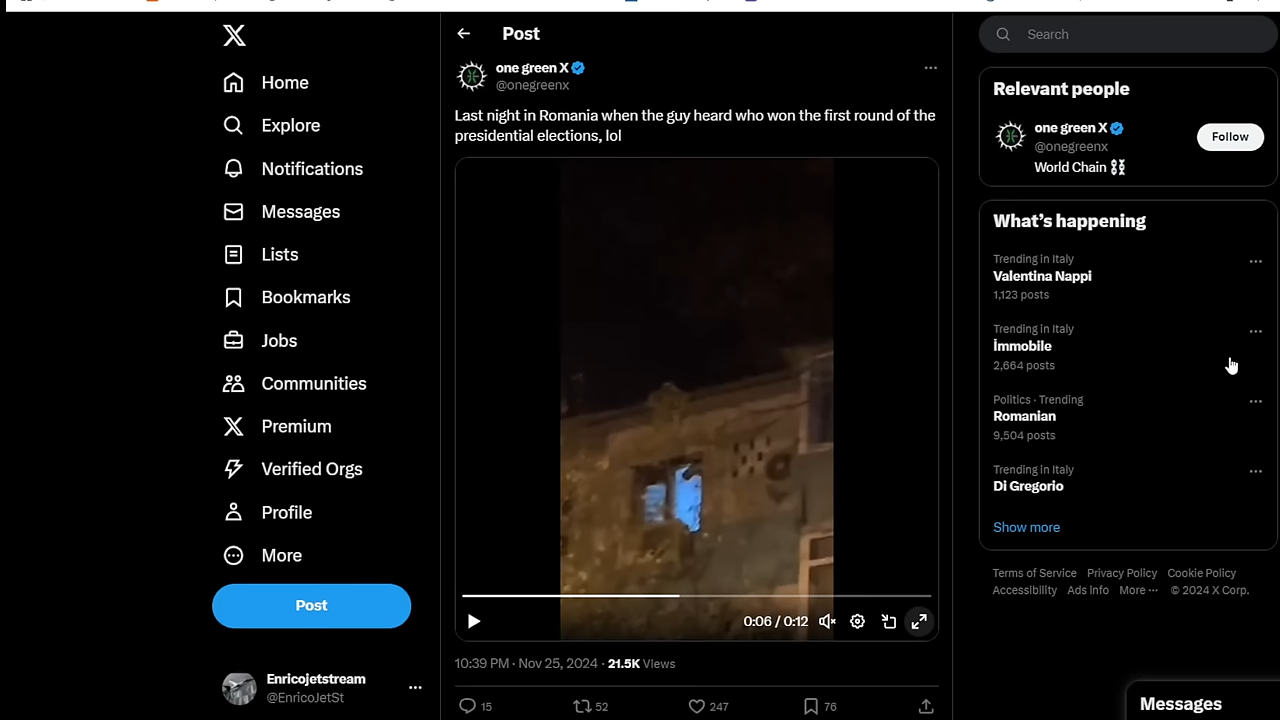 Post
one green X
@onegreenx
Last night in Romania when the guy heard who won the first round of the
presidential elections, lol
0:06 / 0:12
10:39 PM · Nov 25, 2024 · 21.5K Views
15
52
247
76
Home
Explore
Notifications
Messages
Lists
Bookmarks
Jobs
Communities
Premium
Verified Orgs
Profile
More
Post
Enricojetstream
@EnricoJetSt
Search
Relevant people
one green X
@onegreenx
Follow
World Chain
What's happening
Trending in Italy
Valentina Nappi
1,123 posts
Trending in Italy
İmmobile
2,664 posts
Politics · Trending
Romanian
9,504 posts
Trending in Italy
Di Gregorio
Show more
Terms of Service Privacy Policy Cookie Policy
Accessibility Ads info More ··· © 2024 X Corp.
Messages